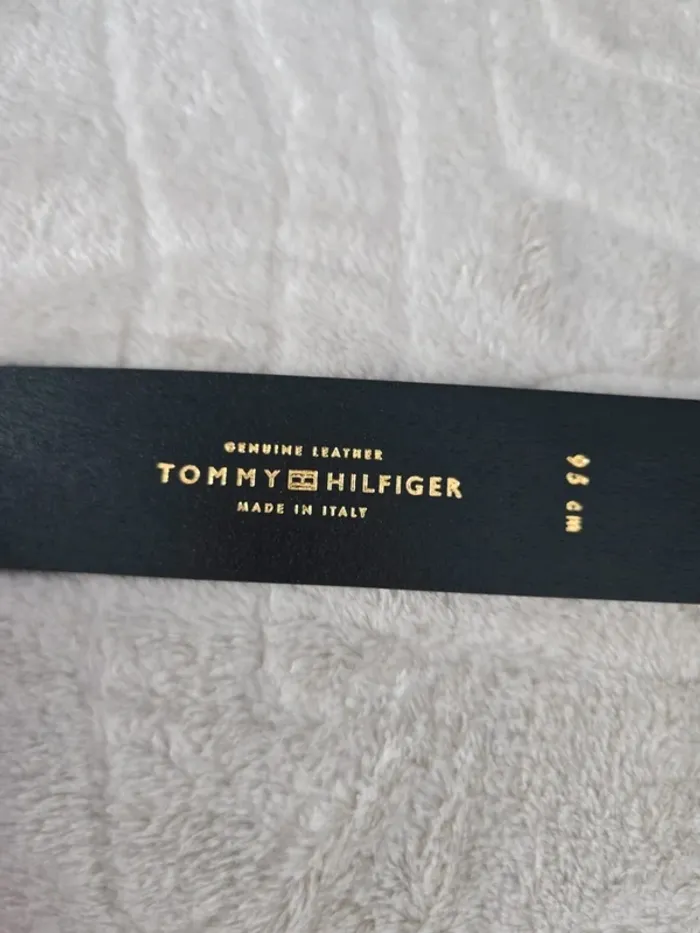 GENUINE LEATHER
TOMMY HILFIGER
MADE IN ITALY
95 cm